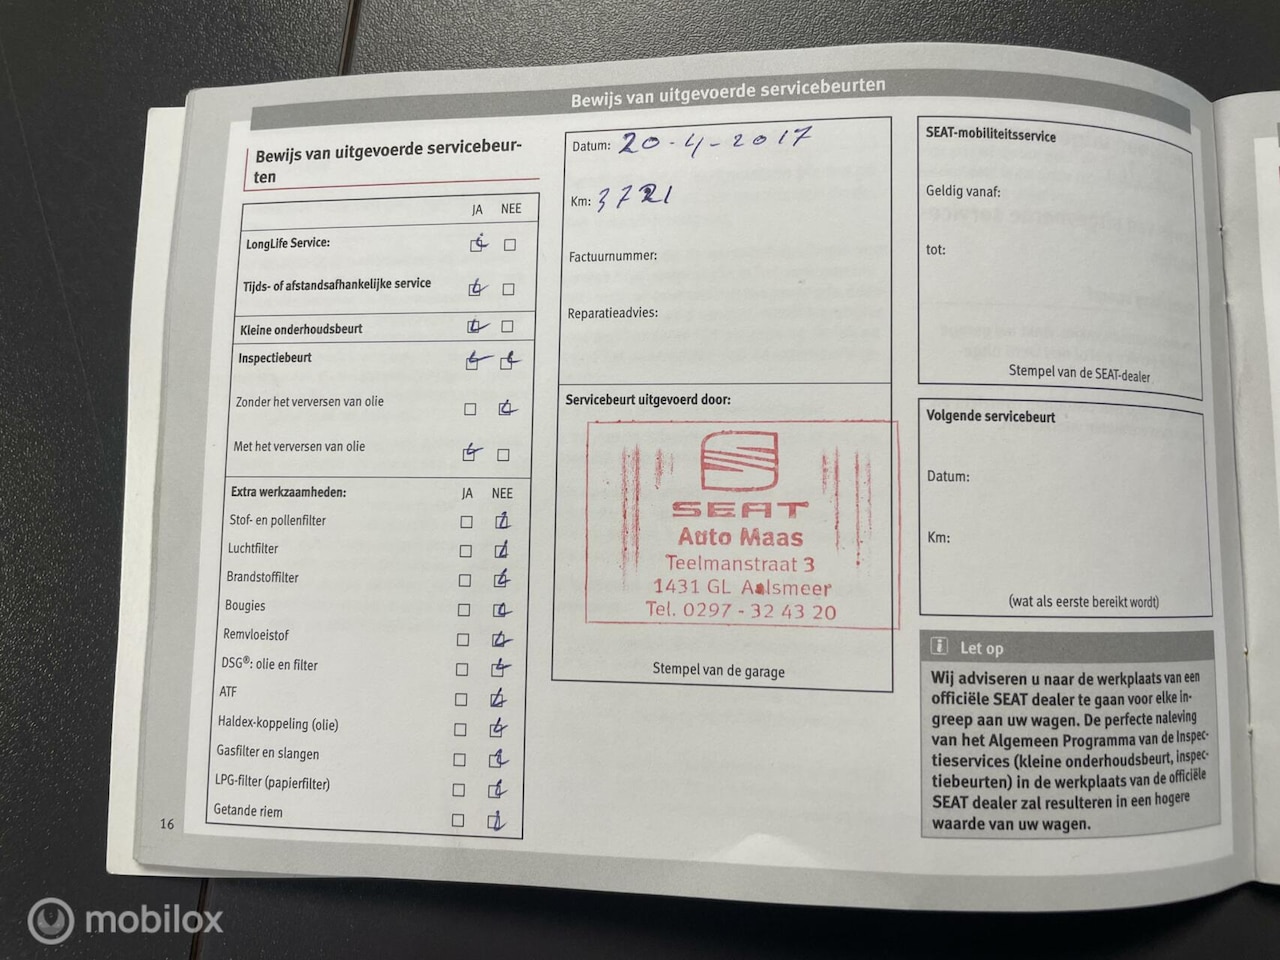 Bewijs van uitgevoerde servicebeurten
Bewijs van uitgevoerde servicebeur-
ten
JA NEE
LongLife Service:
Tijds- of afstandsafhankelijke service
Kleine onderhoudsbeurt
Inspectiebeurt
Zonder het verversen van olie
Met het verversen van olie
Extra werkzaamheden: JA NEE
Stof- en pollenfilter
Luchtfilter
Brandstoffilter
Bougies
Remvloeistof
DSG®: olie en filter
ATF
Haldex-koppeling (olie)
Gasfilter en slangen
LPG-filter (papierfilter)
Getande riem
16
Datum: 20-4-2017
Km: 3721
Factuurnummer:
Reparatieadvies:
Servicebeurt uitgevoerd door:
SEAT
Auto Maas
Teelmanstraat 3
1431 GL Aalsmeer
Tel. 0297 - 32 43 20
Stempel van de garage
SEAT-mobiliteitsservice
Geldig vanaf:
tot:
Stempel van de SEAT-dealer
Volgende servicebeurt
Datum:
Km:
(wat als eerste bereikt wordt)
i Let op
Wij adviseren u naar de werkplaats van een
officiële SEAT dealer te gaan voor elke in-
greep aan uw wagen. De perfecte naleving
van het Algemeen Programma van de Inspec-
tieservices (kleine onderhoudsbeurt, inspec-
tiebeurten) in de werkplaats van de officiële
SEAT dealer zal resulteren in een hogere
waarde van uw wagen.
mobilox